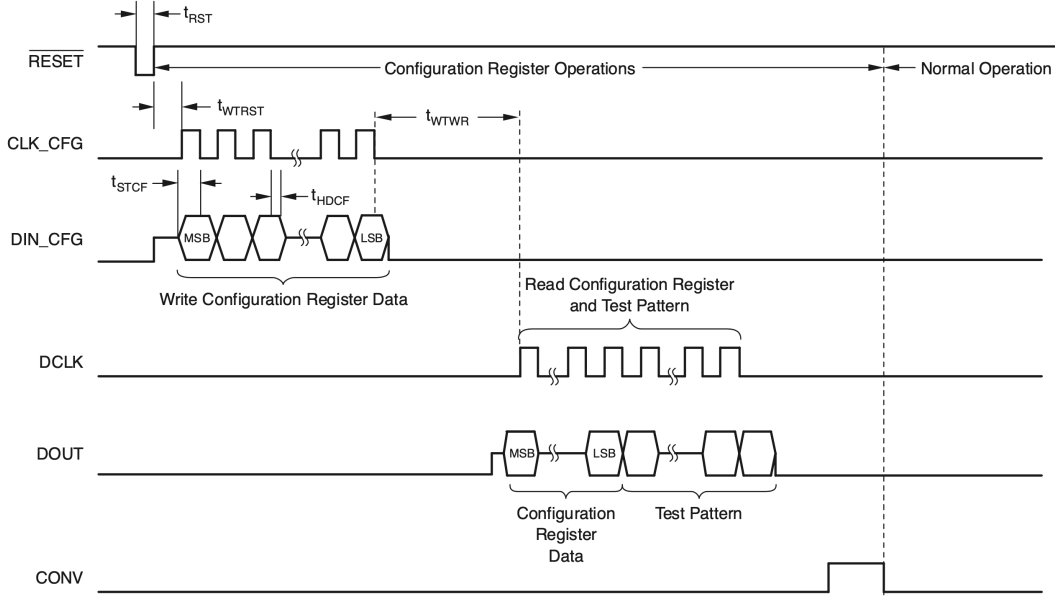 tRST
RESET
Configuration Register Operations
Normal Operation
tWTRST
tWTWR
CLK_CFG
tSTCF
tHDCF
DIN_CFG
MSB
LSB
Write Configuration Register Data
Read Configuration Register
and Test Pattern
DCLK
DOUT
MSB
LSB
Configuration
Register
Data
Test Pattern
CONV